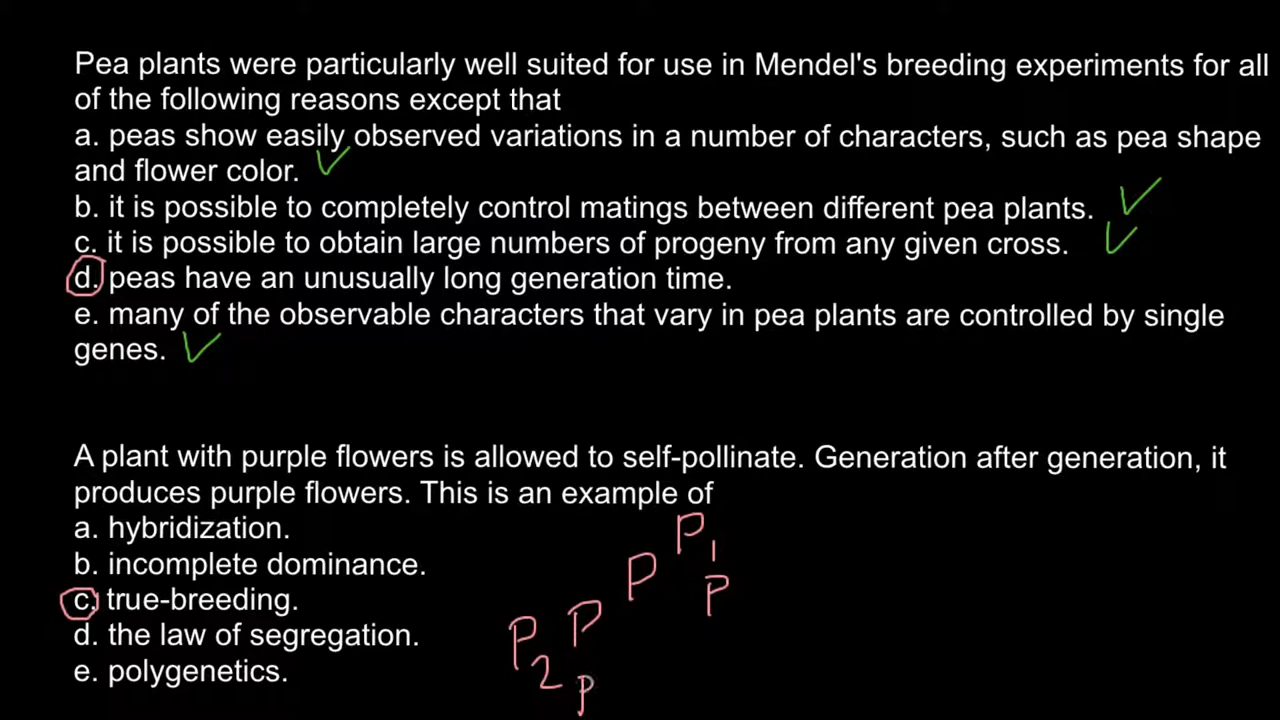 Pea plants were particularly well suited for use in Mendel's breeding experiments for all
of the following reasons except that
a. peas show easily observed variations in a number of characters, such as pea shape
and flower color.
b. it is possible to completely control matings between different pea plants.
c. it is possible to obtain large numbers of progeny from any given cross.
d. peas have an unusually long generation time.
e. many of the observable characters that vary in pea plants are controlled by single
genes.
A plant with purple flowers is allowed to self-pollinate. Generation after generation, it
produces purple flowers. This is an example of
a. hybridization.
b. incomplete dominance.
c. true-breeding.
d. the law of segregation.
e. polygenetics.
P1
P
P
P
P2
P